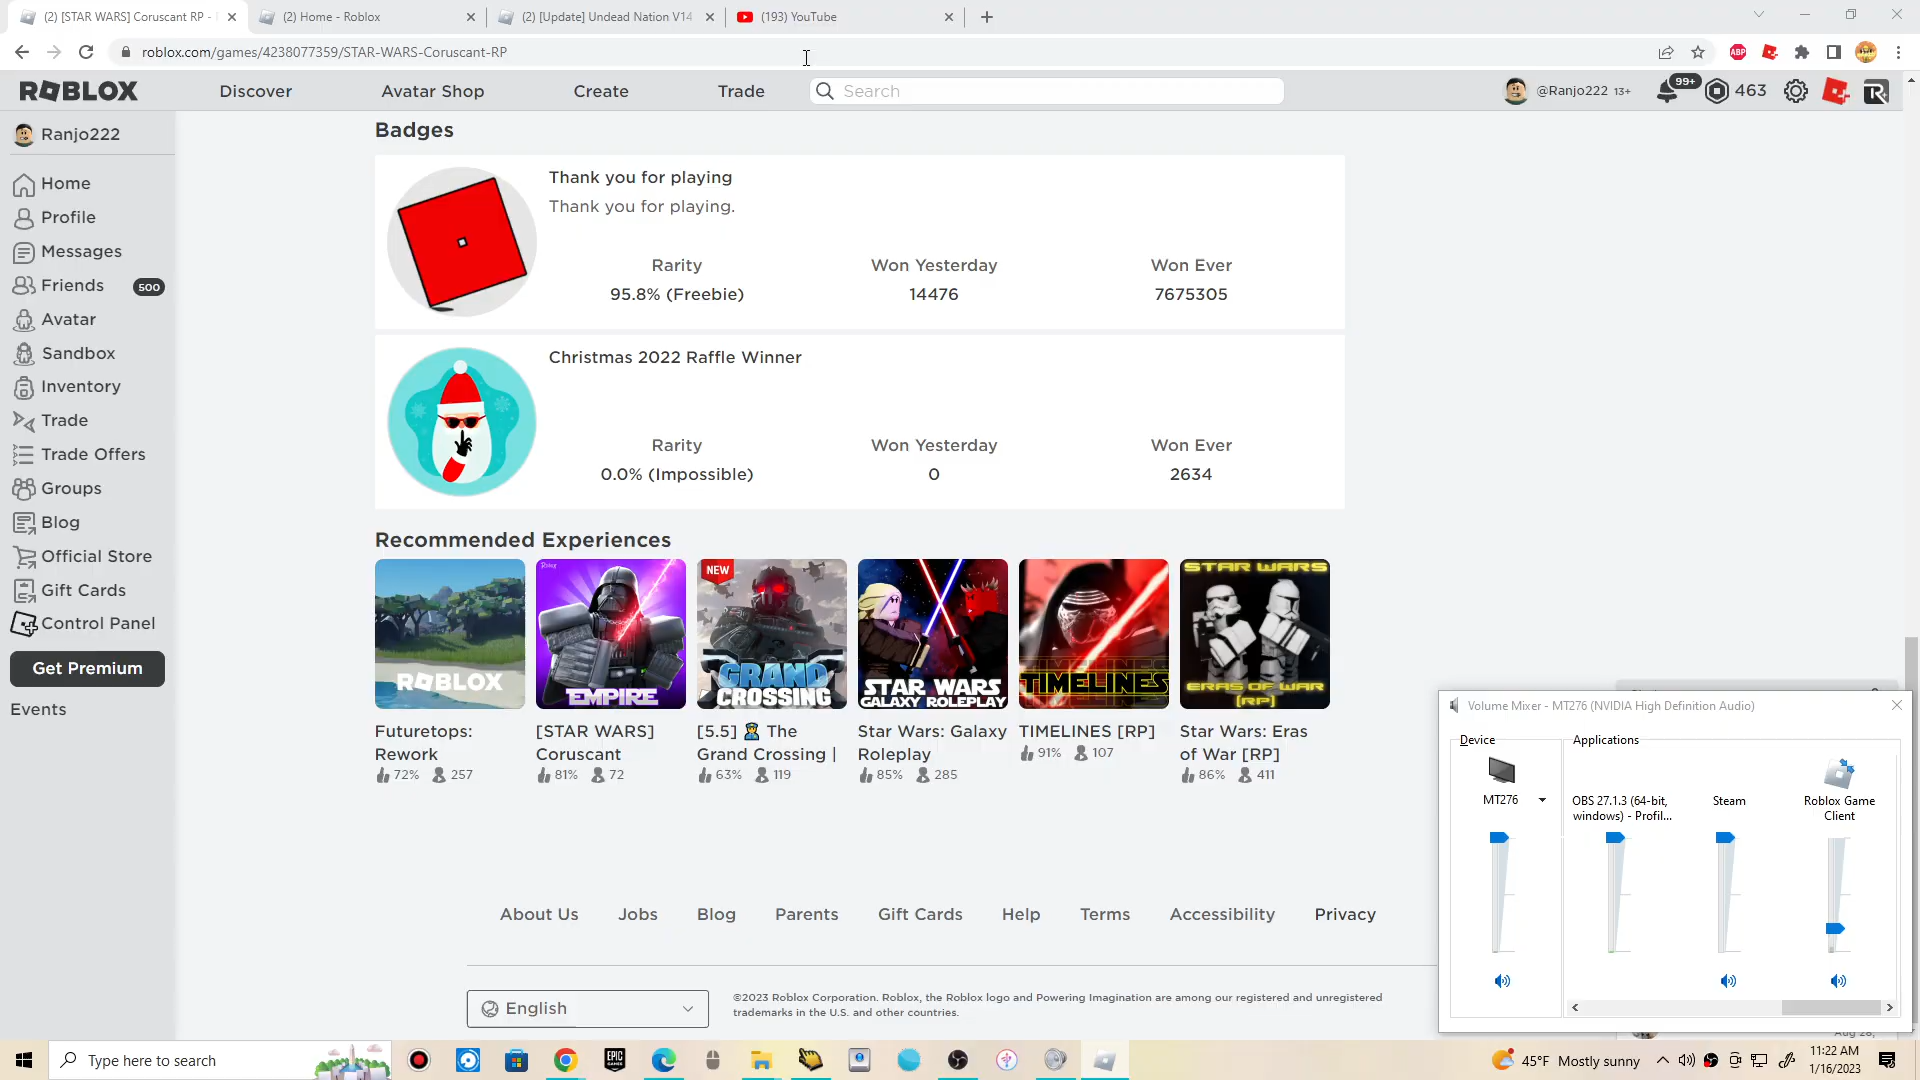 (2) [STAR WARS] Coruscant RP -
(2) Home - Roblox
(2) [Update] Undead Nation V14
(193) YouTube
roblox.com/games/4238077359/STAR-WARS-Coruscant-RP
ABP
ROBLOX
Discover
Avatar Shop
Create
Trade
Search
@Ranjo222 13+
99+
463
Ranjo222
Home
Profile
Messages
Friends
500
Avatar
Sandbox
Inventory
Trade
Trade Offers
Groups
Blog
Official Store
Gift Cards
Control Panel
Get Premium
Events
Badges
Thank you for playing
Thank you for playing.
Rarity
Won Yesterday
Won Ever
95.8% (Freebie)
14476
7675305
Christmas 2022 Raffle Winner
Rarity
Won Yesterday
Won Ever
0.0% (Impossible)
0
2634
Recommended Experiences
ROBLOX
EMPIRE
NEW
GRAND
CROSSING
STAR WARS
GALAXY ROLEPLAY
TIMELINES
STAR WARS
ERAS OF WAR
[RP]
Futuretops:
Rework
72% 257
[STAR WARS]
Coruscant
81% 72
[5.5] 👮 The
Grand Crossing |
63% 119
Star Wars: Galaxy
Roleplay
85% 285
TIMELINES [RP]
91% 107
Star Wars: Eras
of War [RP]
86% 411
About Us
Jobs
Blog
Parents
Gift Cards
Help
Terms
Accessibility
Privacy
English
©2023 Roblox Corporation. Roblox, the Roblox logo and Powering Imagination are among our registered and unregistered
trademarks in the U.S. and other countries.
Volume Mixer - MT276 (NVIDIA High Definition Audio)
Device
Applications
MT276
OBS 27.1.3 (64-bit,
windows) - Profil...
Steam
Roblox Game
Client
Type here to search
EPIC
GAMES
45°F Mostly sunny
11:22 AM
1/16/2023